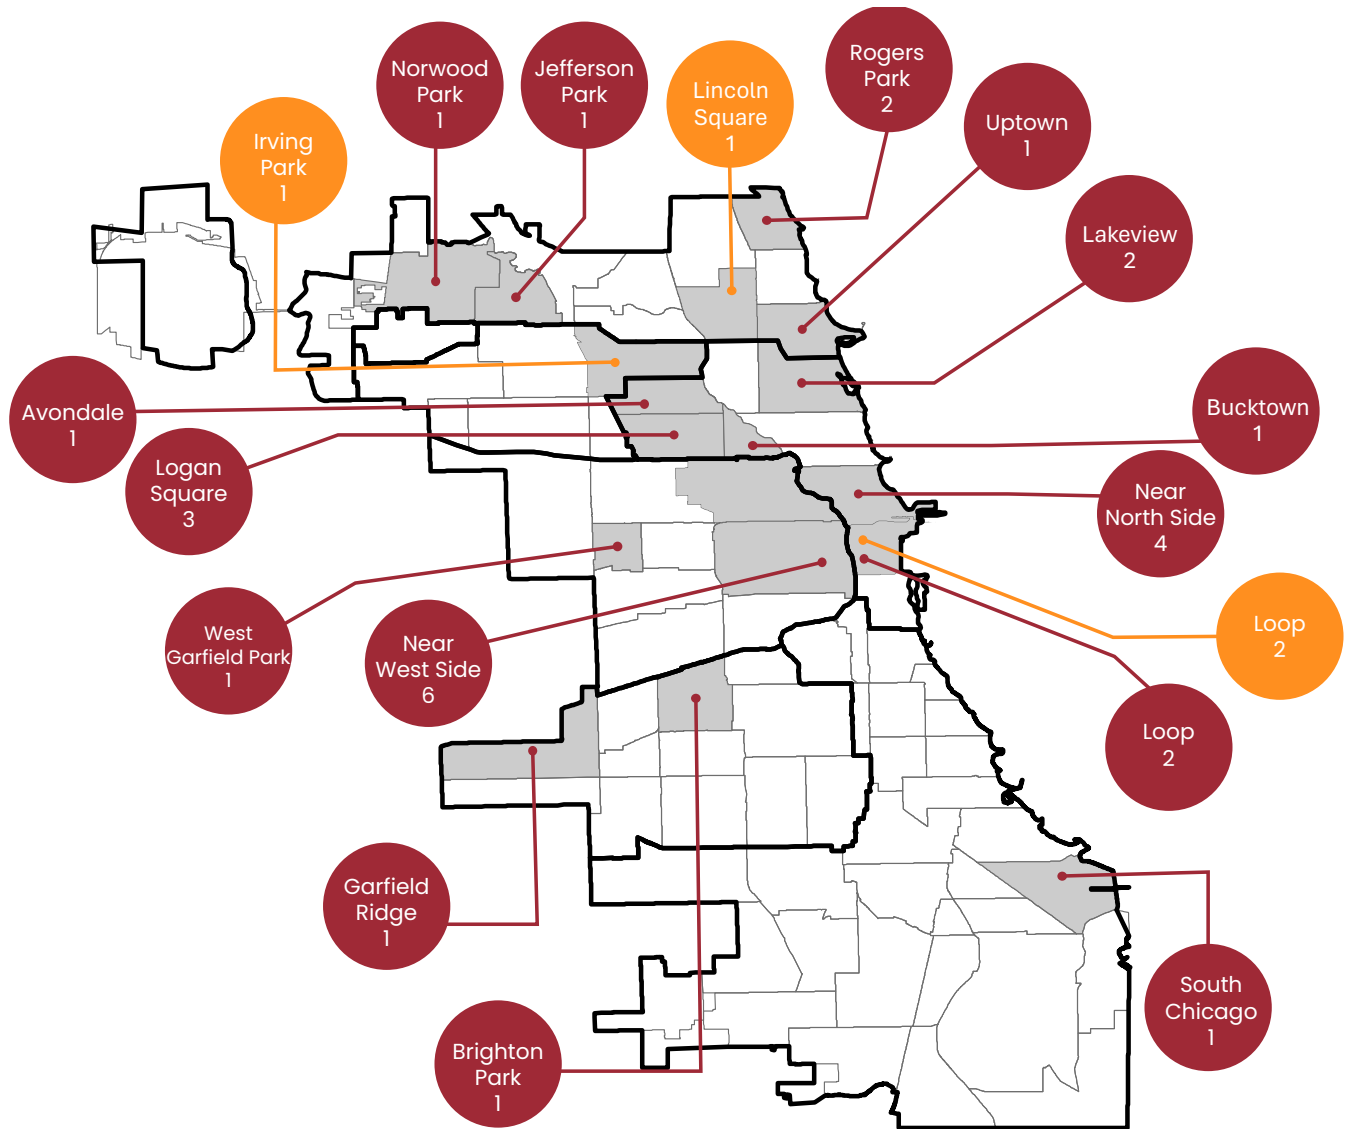 Norwood
Park
1
Jefferson
Park
1
Lincoln
Square
1
Rogers
Park
2
Uptown
1
Irving
Park
1
Lakeview
2
Avondale
1
Bucktown
1
Logan
Square
3
Near
North Side
4
West
Garfield Park
1
Near
West Side
6
Loop
2
Loop
2
Garfield
Ridge
1
South
Chicago
1
Brighton
Park
1